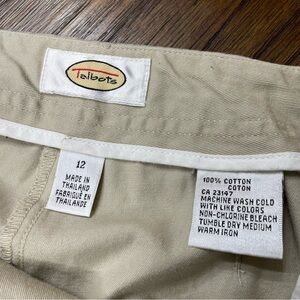 Talbots
12
MADE IN
THAILAND
FABRIQUÉ EN
THAILANDE
100% COTTON
COTON
CA 23197
MACHINE WASH COLD
WITH LIKE COLORS
NON-CHLORINE BLEACH
TUMBLE DRY MEDIUM
WARM IRON